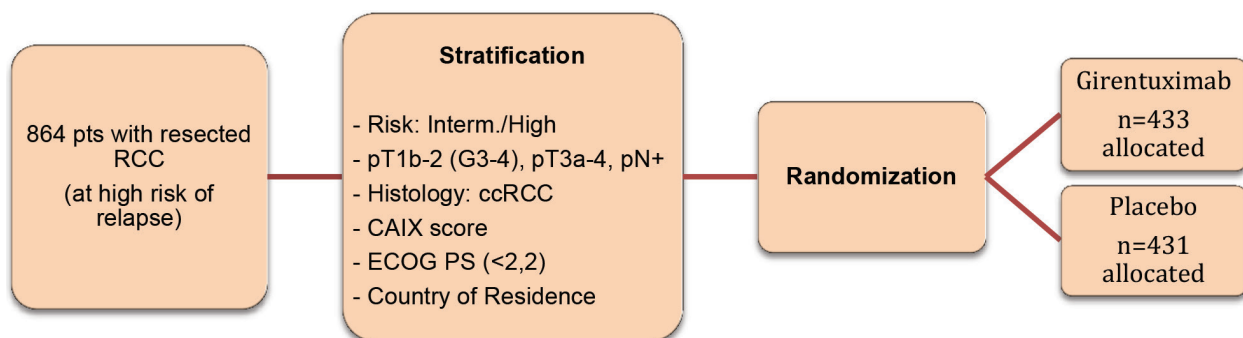 864 pts with resected
RCC
(at high risk of
relapse)
Stratification
- Risk: Interm./High
- pT1b-2 (G3-4), pT3a-4, pN+
- Histology: ccRCC
- CAIX score
- ECOG PS (<2,2)
- Country of Residence
Randomization
Girentuximab
n=433
allocated
Placebo
n=431
allocated